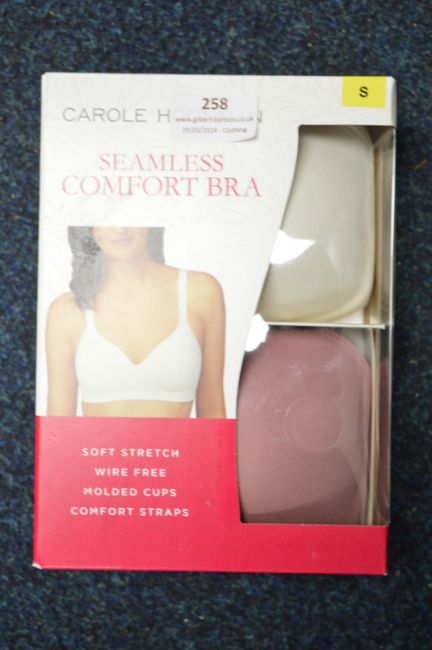 S
258
www.gilbert-baitson.co.uk
29/05/2024 - Clothing
CAROLE
SEAMLESS
COMFORT BRA
SOFT STRETCH
WIRE FREE
MOLDED CUPS
COMFORT STRAPS